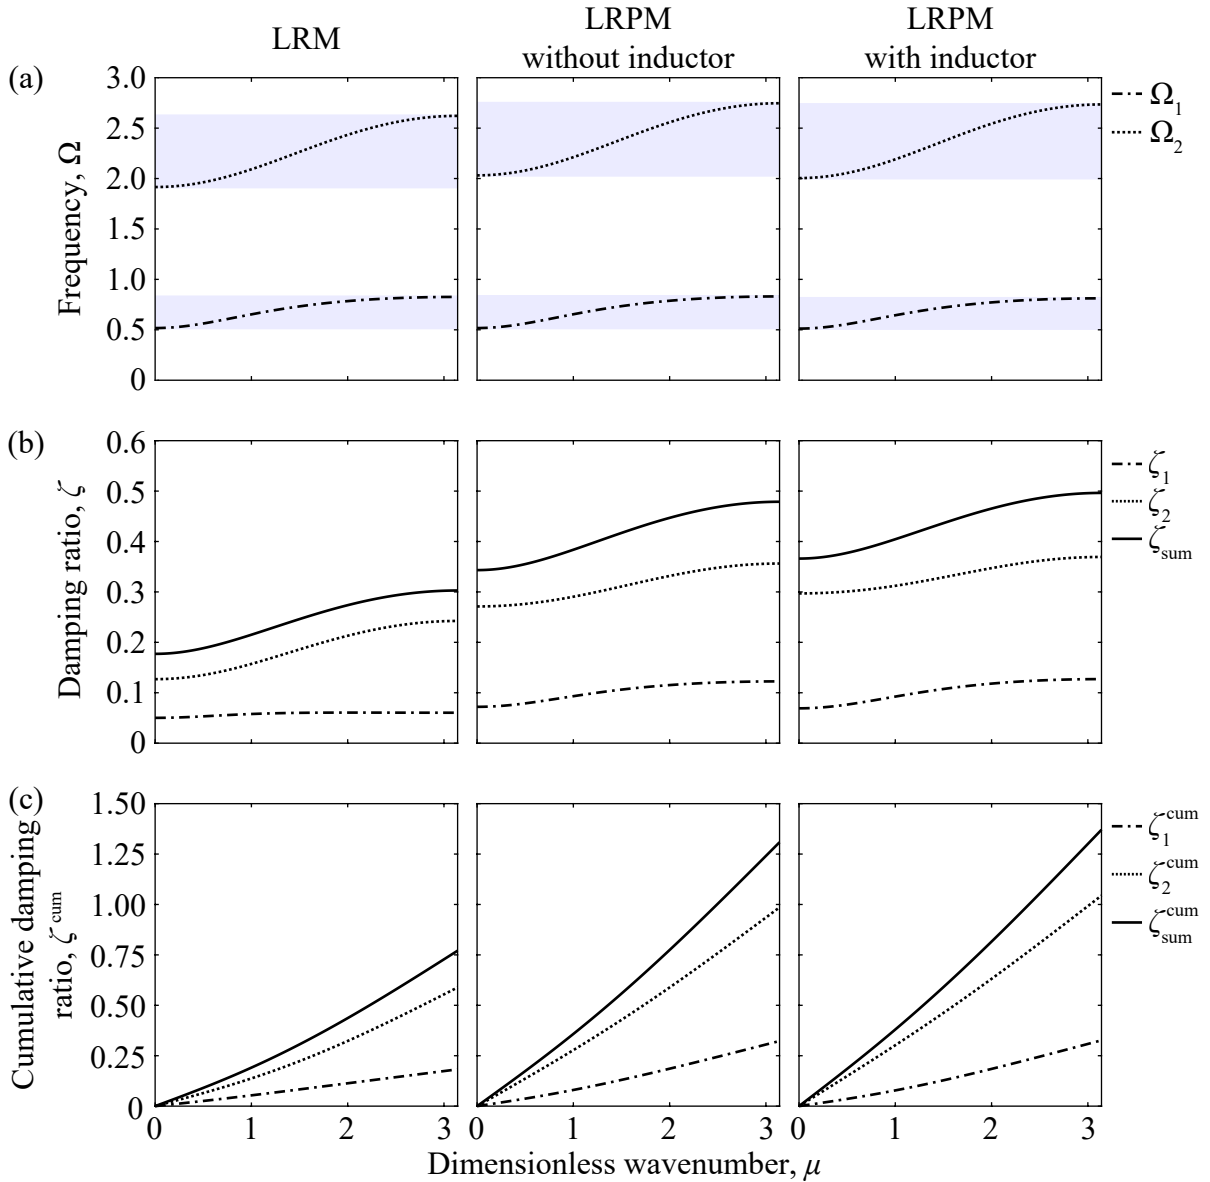 LRM
LRPM
without inductor
LRPM
with inductor
(a)
Frequency, Ω
3.0
2.5
2.0
1.5
1.0
0.5
0
Ω1
Ω2
(b)
Damping ratio, ζ
0.6
0.5
0.4
0.3
0.2
0.1
0
ζ1
ζ2
ζsum
(c)
Cumulative damping
ratio, ζ cum
1.50
1.25
1.00
0.75
0.50
0.25
0
ζ1cum
ζ2cum
ζsumcum
0 1 2 3 0 1 2 3 0 1 2 3
Dimensionless wavenumber, μ